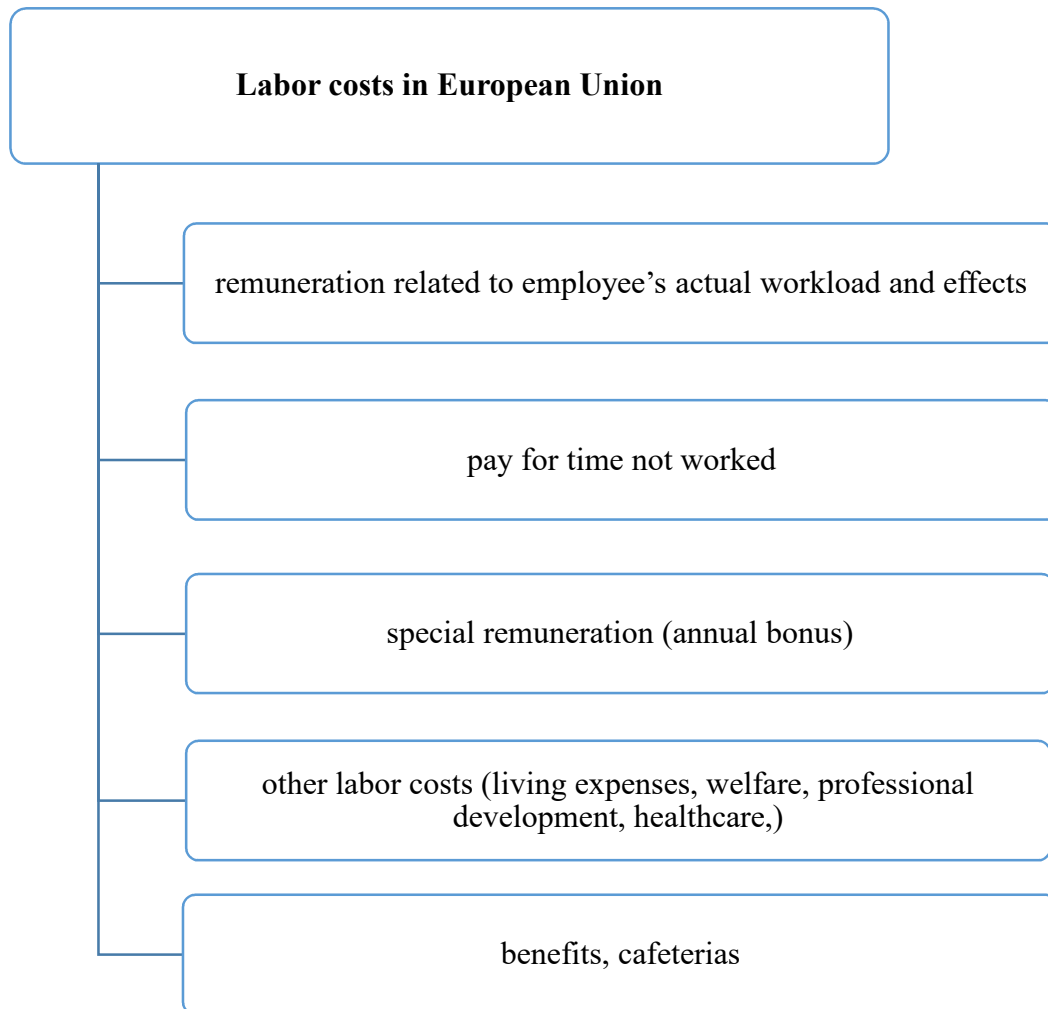 Labor costs in European Union
remuneration related to employee’s actual workload and effects
pay for time not worked
special remuneration (annual bonus)
other labor costs (living expenses, welfare, professional
development, healthcare,)
benefits, cafeterias